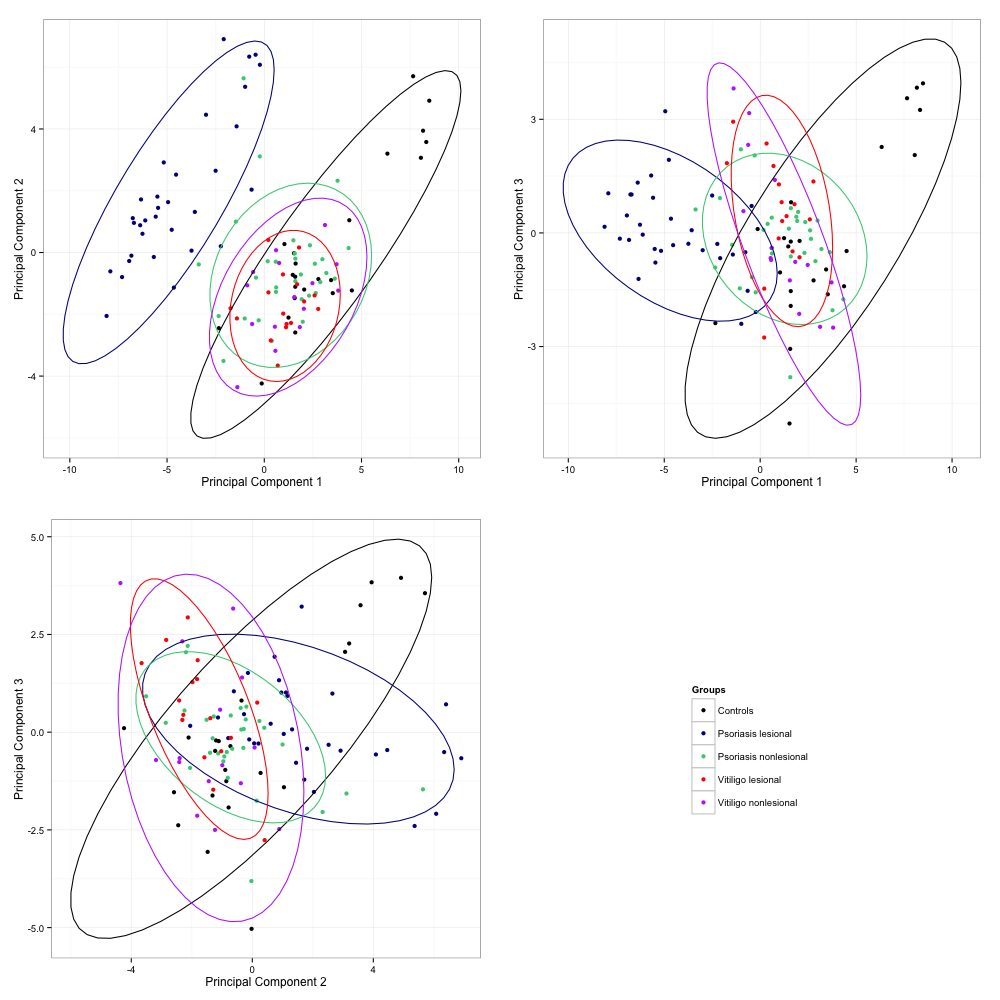 Principal Component 2
4
0
-4
-10
-5
0
5
10
Principal Component 1
Principal Component 3
3
0
-3
-10
-5
0
5
10
Principal Component 1
Principal Component 3
5.0
2.5
0.0
-2.5
-5.0
-4
0
4
Principal Component 2
Groups
Controls
Psoriasis lesional
Psoriasis nonlesional
Vitiligo lesional
Vitiligo nonlesional